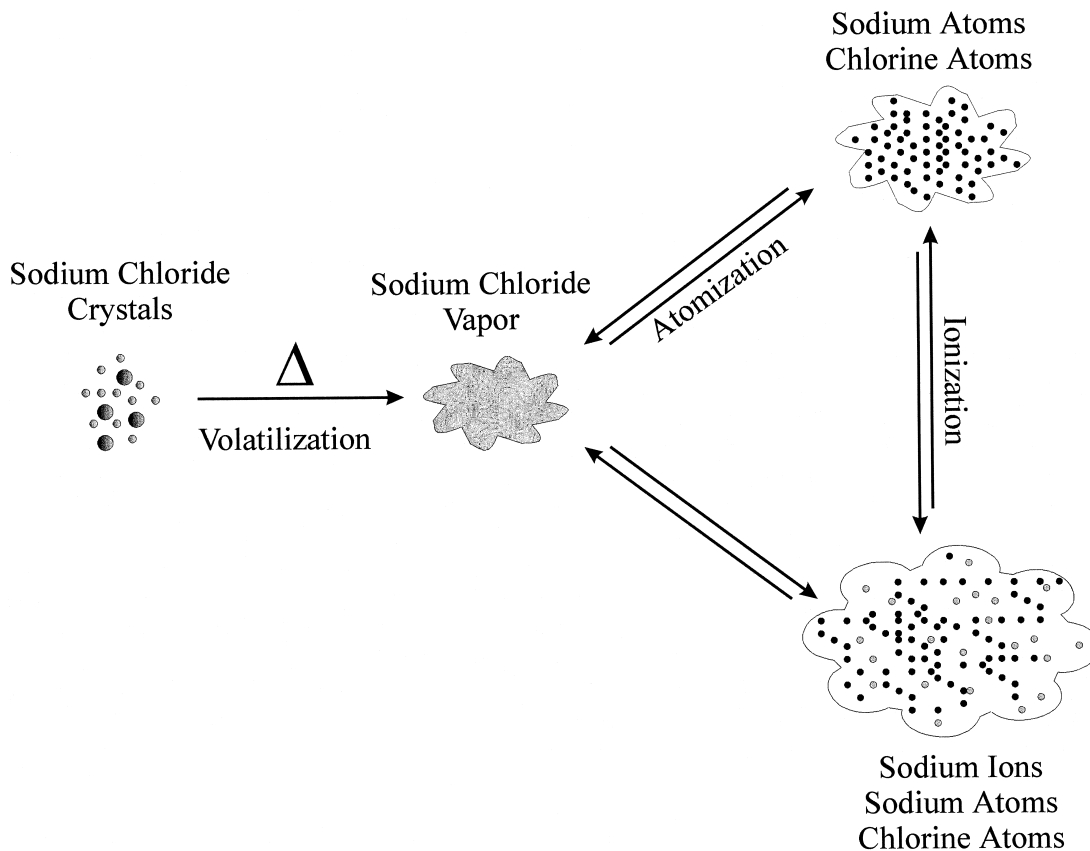 Sodium Atoms
Chlorine Atoms
Sodium Chloride
Crystals
Sodium Chloride
Vapor
Atomization
Ionization
Δ
Volatilization
Sodium Ions
Sodium Atoms
Chlorine Atoms